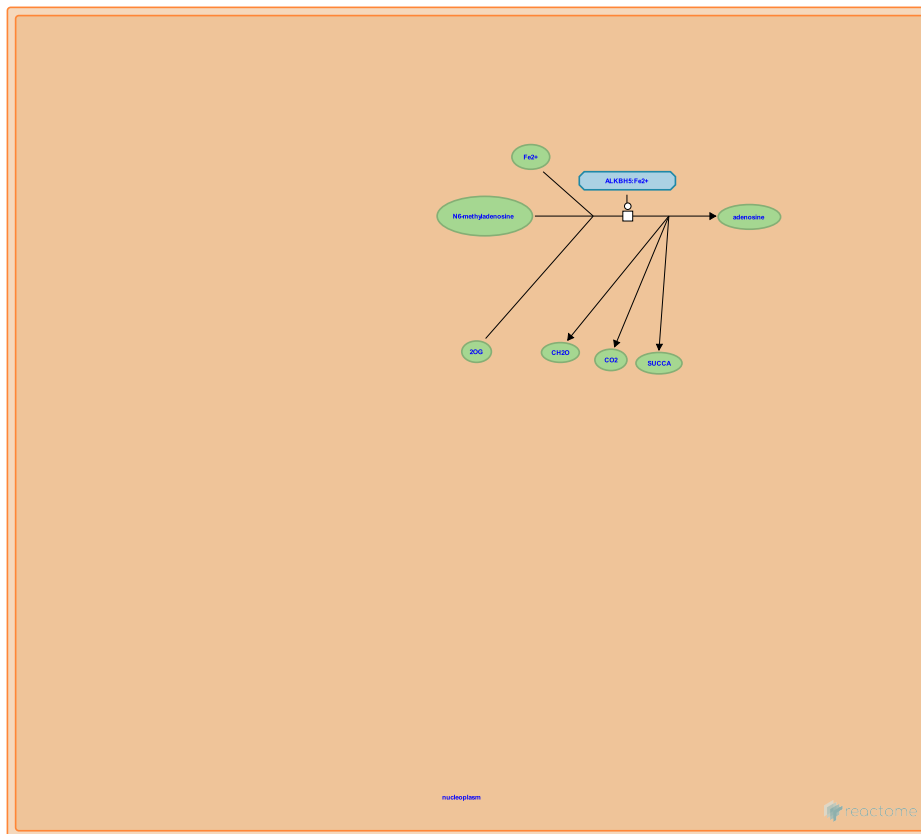 Fe2+
ALKBH5:Fe2+
N6-methyladenosine
adenosine
2OG
CH2O
CO2
SUCCA
nucleoplasm
reactome